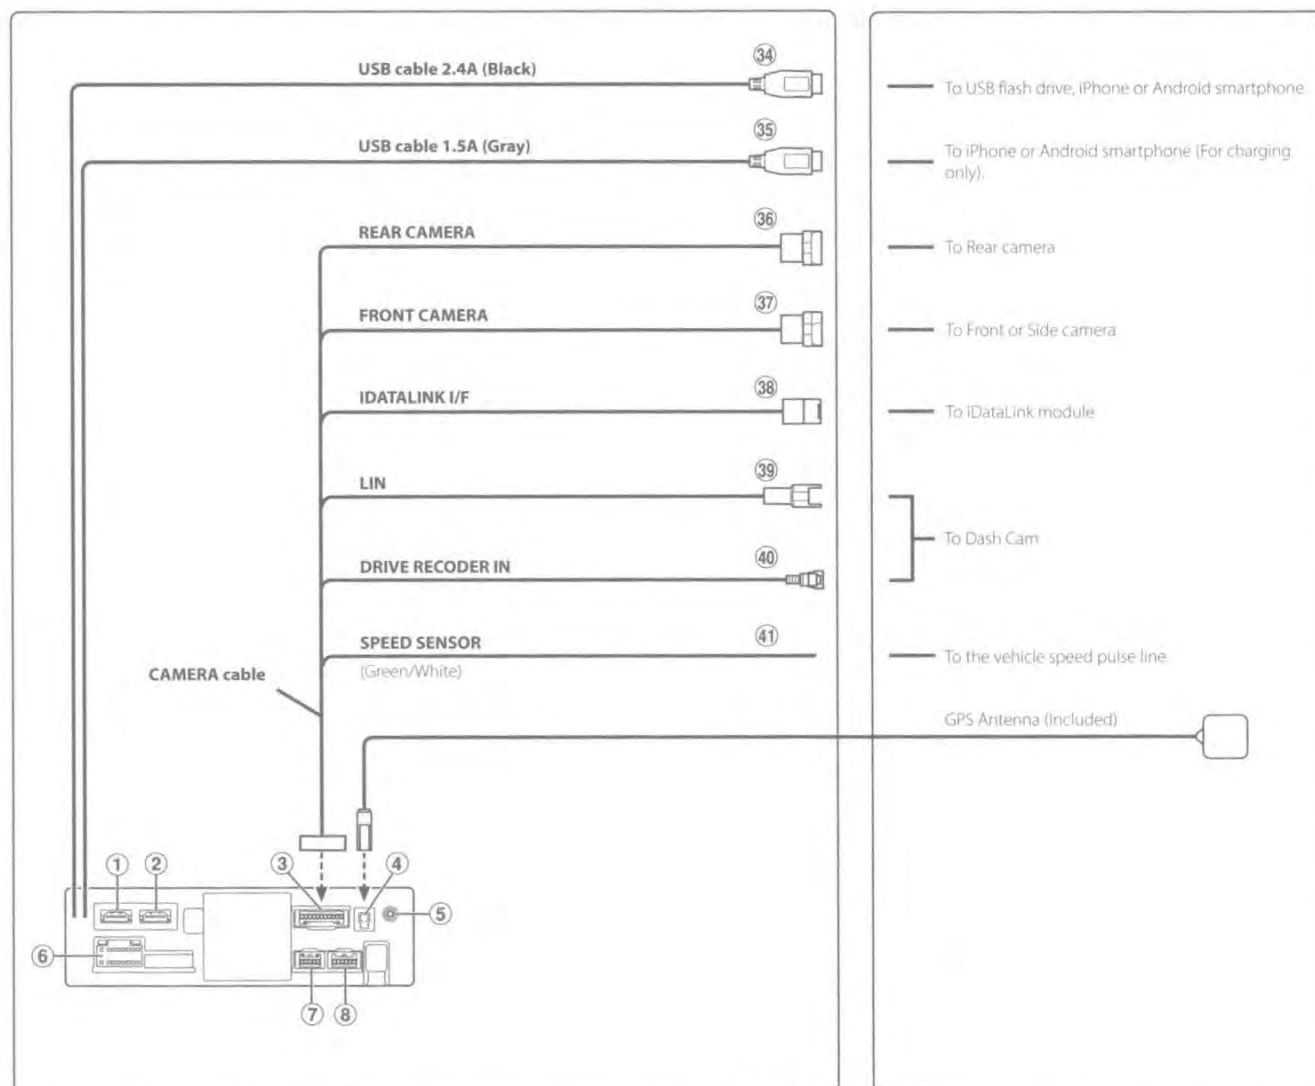 34
USB cable 2.4A (Black)
To USB flash drive, iPhone or Android smartphone
35
USB cable 1.5A (Gray)
To iPhone or Android smartphone (For charging
only).
36
REAR CAMERA
To Rear camera
37
FRONT CAMERA
To Front or Side camera
38
IDATALINK I/F
To iDataLink module
39
LIN
To Dash Cam
40
DRIVE RECODER IN
41
SPEED SENSOR
(Green/White)
To the vehicle speed pulse line
CAMERA cable
GPS Antenna (Included)
1
2
3
4
5
6
7
8